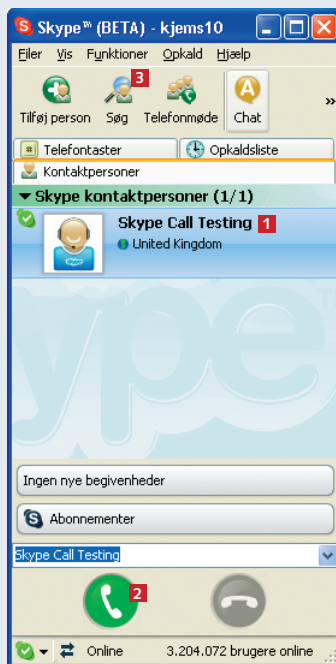 Skype™ (BETA) - kjems10
Filer Vis Funktioner Opkald Hjælp
3
Tilføj person Søg Telefonmøde Chat »
Telefontaster Opkaldsliste
Kontaktpersoner
Skype kontaktpersoner (1/1)
Skype Call Testing 1
United Kingdom
Ingen nye begivenheder
Abonnementer
Skype Call Testing
2
Online 3.204.072 brugere online